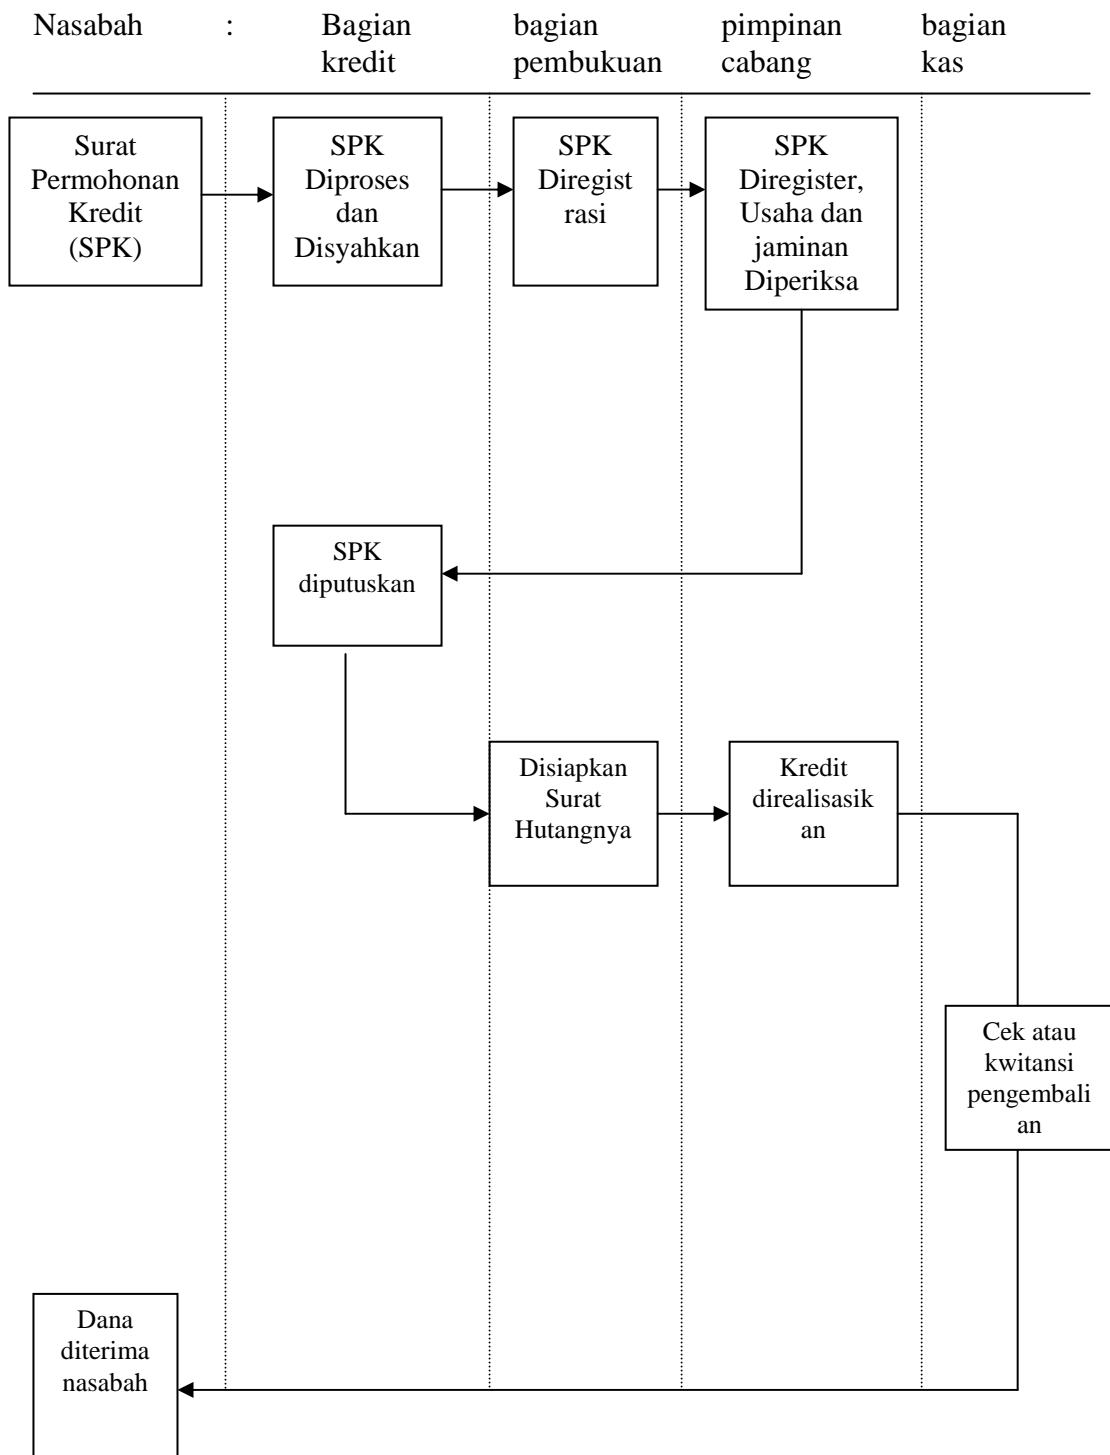 Nasabah : Bagian bagian pimpinan bagian
kredit pembukuan cabang kas
Surat
Permohonan
Kredit
(SPK)
SPK
Diproses
dan
Disyahkan
SPK
Diregist
rasi
SPK
Diregister,
Usaha dan
jaminan
Diperiksa
SPK
diputuskan
Disiapkan
Surat
Hutangnya
Kredit
direalisasik
an
Cek atau
kwitansi
pengembali
an
Dana
diterima
nasabah